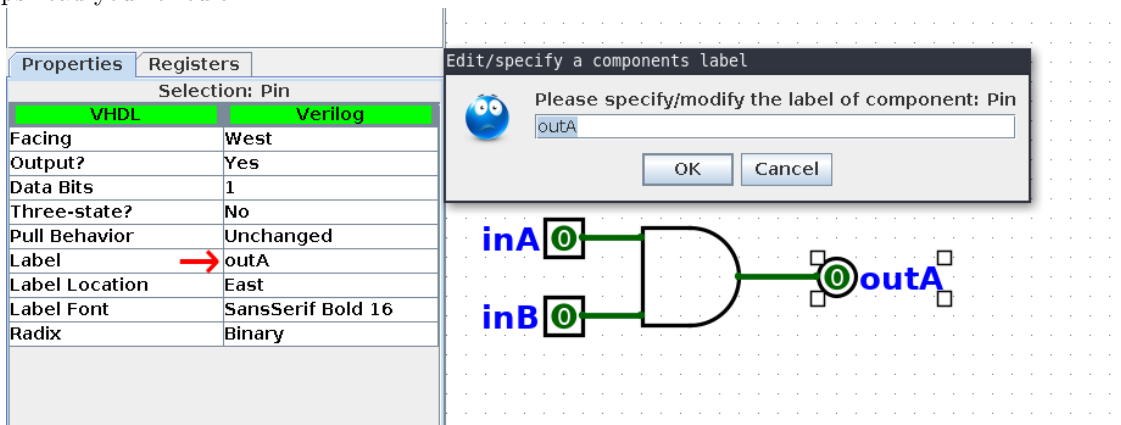 Properties Registers
Selection: Pin
VHDL Verilog
Facing West
Output? Yes
Data Bits 1
Three-state? No
Pull Behavior Unchanged
Label outA
Label Location East
Label Font SansSerif Bold 16
Radix Binary
Edit/specify a components label
Please specify/modify the label of component: Pin
outA
OK Cancel
inA 0
0 outA
inB 0